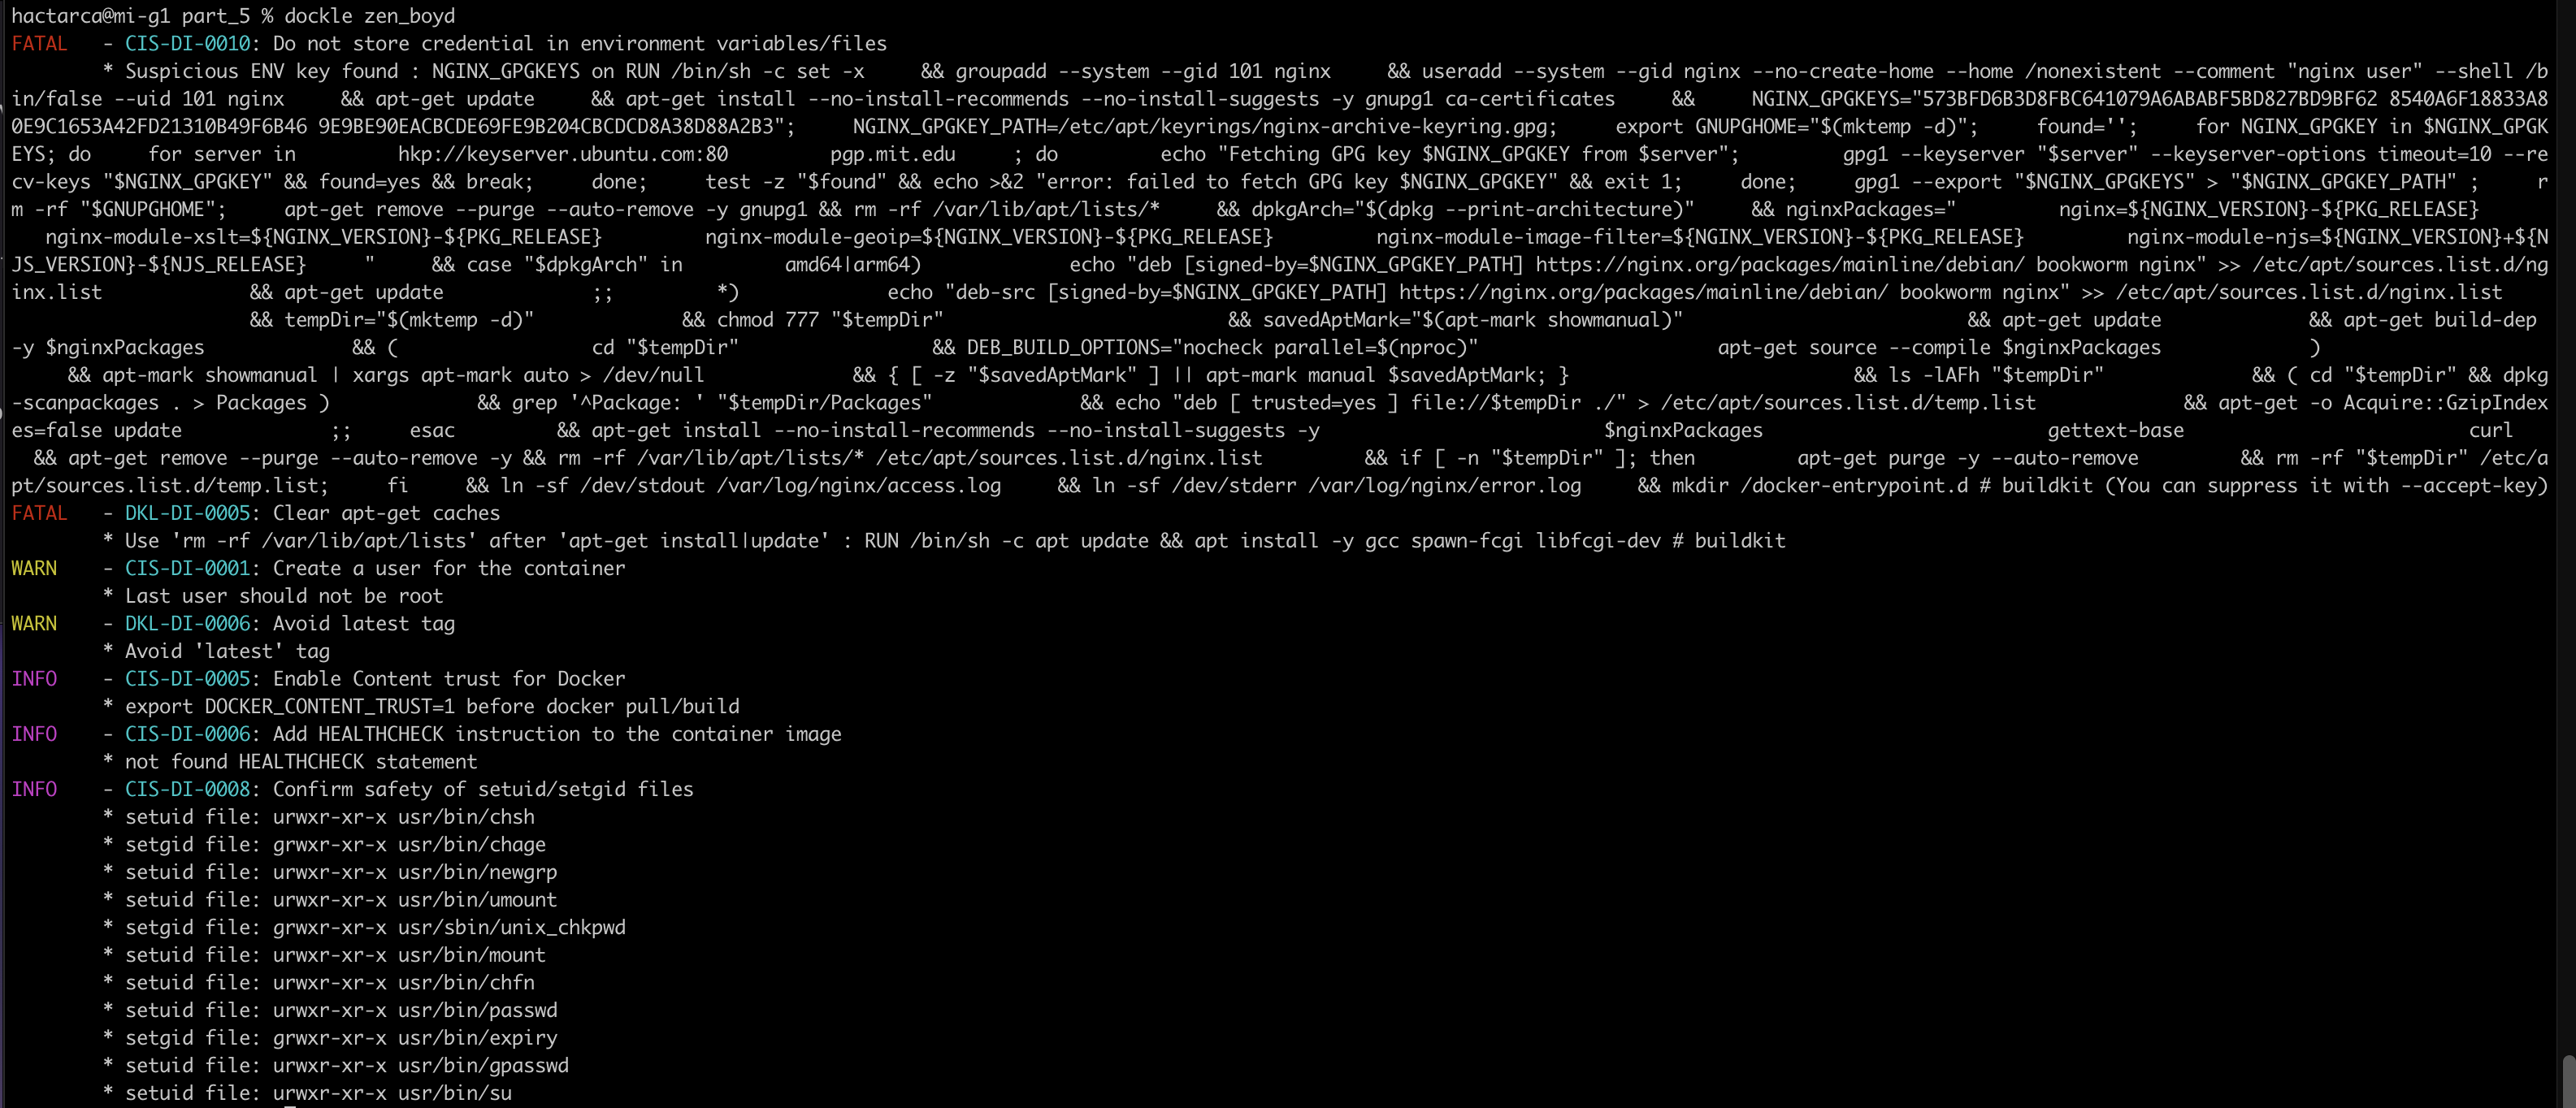 hactarca@mi-g1 part_5 % dockle zen_boyd
FATAL   - CIS-DI-0010: Do not store credential in environment variables/files
        * Suspicious ENV key found : NGINX_GPGKEYS on RUN /bin/sh -c set -x     && groupadd --system --gid 101 nginx     && useradd --system --gid nginx --no-create-home --home /nonexistent --comment "nginx user" --shell /b
in/false --uid 101 nginx     && apt-get update     && apt-get install --no-install-recommends --no-install-suggests -y gnupg1 ca-certificates     &&     NGINX_GPGKEYS="573BFD6B3D8FBC641079A6ABABF5BD827BD9BF62 8540A6F18833A8
0E9C1653A42FD21310B49F6B46 9E9BE90EACBCDE69FE9B204CBCDCD8A38D88A2B3";     NGINX_GPGKEY_PATH=/etc/apt/keyrings/nginx-archive-keyring.gpg;     export GNUPGHOME="$(mktemp -d)";     found='';     for NGINX_GPGKEY in $NGINX_GPGK
EYS; do     for server in         hkp://keyserver.ubuntu.com:80         pgp.mit.edu     ; do         echo "Fetching GPG key $NGINX_GPGKEY from $server";         gpg1 --keyserver "$server" --keyserver-options timeout=10 --re
cv-keys "$NGINX_GPGKEY" && found=yes && break;     done;     test -z "$found" && echo >&2 "error: failed to fetch GPG key $NGINX_GPGKEY" && exit 1;     done;     gpg1 --export "$NGINX_GPGKEYS" > "$NGINX_GPGKEY_PATH" ;     r
m -rf "$GNUPGHOME";     apt-get remove --purge --auto-remove -y gnupg1 && rm -rf /var/lib/apt/lists/*     && dpkgArch="$(dpkg --print-architecture)"     && nginxPackages="         nginx=${NGINX_VERSION}-${PKG_RELEASE}
   nginx-module-xslt=${NGINX_VERSION}-${PKG_RELEASE}         nginx-module-geoip=${NGINX_VERSION}-${PKG_RELEASE}         nginx-module-image-filter=${NGINX_VERSION}-${PKG_RELEASE}         nginx-module-njs=${NGINX_VERSION}+${N
JS_VERSION}-${NJS_RELEASE}     "     && case "$dpkgArch" in         amd64|arm64)             echo "deb [signed-by=$NGINX_GPGKEY_PATH] https://nginx.org/packages/mainline/debian/ bookworm nginx" >> /etc/apt/sources.list.d/ng
inx.list             && apt-get update             ;;         *)             echo "deb-src [signed-by=$NGINX_GPGKEY_PATH] https://nginx.org/packages/mainline/debian/ bookworm nginx" >> /etc/apt/sources.list.d/nginx.list
                     && tempDir="$(mktemp -d)"             && chmod 777 "$tempDir"                         && savedAptMark="$(apt-mark showmanual)"                         && apt-get update             && apt-get build-dep
-y $nginxPackages             && (                 cd "$tempDir"                 && DEB_BUILD_OPTIONS="nocheck parallel=$(nproc)"                     apt-get source --compile $nginxPackages             )
     && apt-mark showmanual | xargs apt-mark auto > /dev/null             && { [ -z "$savedAptMark" ] || apt-mark manual $savedAptMark; }                         && ls -lAFh "$tempDir"             && ( cd "$tempDir" && dpkg
-scanpackages . > Packages )             && grep '^Package: ' "$tempDir/Packages"             && echo "deb [ trusted=yes ] file://$tempDir ./" > /etc/apt/sources.list.d/temp.list             && apt-get -o Acquire::GzipIndex
es=false update             ;;     esac         && apt-get install --no-install-recommends --no-install-suggests -y                         $nginxPackages                         gettext-base                         curl
  && apt-get remove --purge --auto-remove -y && rm -rf /var/lib/apt/lists/* /etc/apt/sources.list.d/nginx.list         && if [ -n "$tempDir" ]; then         apt-get purge -y --auto-remove         && rm -rf "$tempDir" /etc/a
pt/sources.list.d/temp.list;     fi     && ln -sf /dev/stdout /var/log/nginx/access.log     && ln -sf /dev/stderr /var/log/nginx/error.log     && mkdir /docker-entrypoint.d # buildkit (You can suppress it with --accept-key)
FATAL   - DKL-DI-0005: Clear apt-get caches
        * Use 'rm -rf /var/lib/apt/lists' after 'apt-get install|update' : RUN /bin/sh -c apt update && apt install -y gcc spawn-fcgi libfcgi-dev # buildkit
WARN    - CIS-DI-0001: Create a user for the container
        * Last user should not be root
WARN    - DKL-DI-0006: Avoid latest tag
        * Avoid 'latest' tag
INFO    - CIS-DI-0005: Enable Content trust for Docker
        * export DOCKER_CONTENT_TRUST=1 before docker pull/build
INFO    - CIS-DI-0006: Add HEALTHCHECK instruction to the container image
        * not found HEALTHCHECK statement
INFO    - CIS-DI-0008: Confirm safety of setuid/setgid files
        * setuid file: urwxr-xr-x usr/bin/chsh
        * setgid file: grwxr-xr-x usr/bin/chage
        * setuid file: urwxr-xr-x usr/bin/newgrp
        * setuid file: urwxr-xr-x usr/bin/umount
        * setgid file: grwxr-xr-x usr/sbin/unix_chkpwd
        * setuid file: urwxr-xr-x usr/bin/mount
        * setuid file: urwxr-xr-x usr/bin/chfn
        * setuid file: urwxr-xr-x usr/bin/passwd
        * setgid file: grwxr-xr-x usr/bin/expiry
        * setuid file: urwxr-xr-x usr/bin/gpasswd
        * setuid file: urwxr-xr-x usr/bin/su